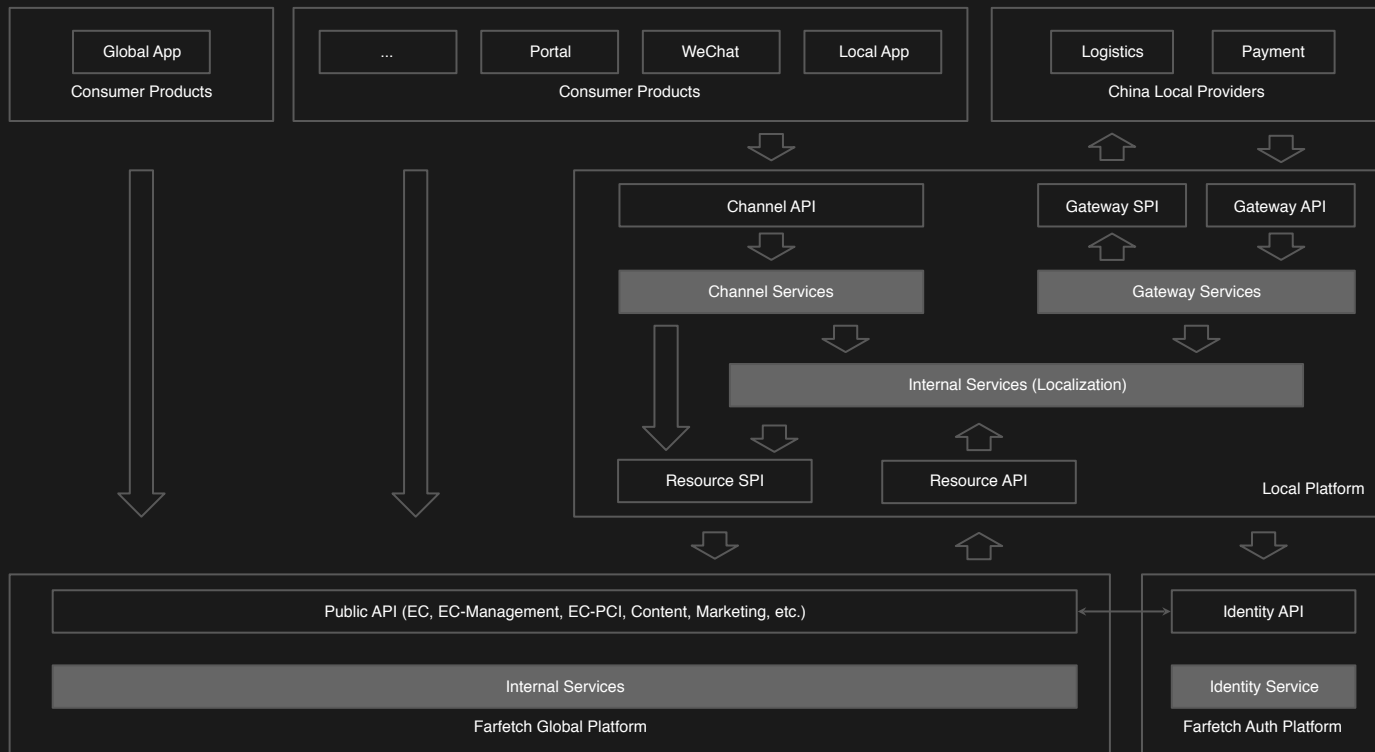 Global App
Consumer Products
...
Portal
WeChat
Local App
Consumer Products
Logistics
Payment
China Local Providers
Channel API
Gateway SPI
Gateway API
Channel Services
Gateway Services
Internal Services (Localization)
Resource SPI
Resource API
Local Platform
Public API (EC, EC-Management, EC-PCI, Content, Marketing, etc.)
Identity API
Internal Services
Identity Service
Farfetch Global Platform
Farfetch Auth Platform